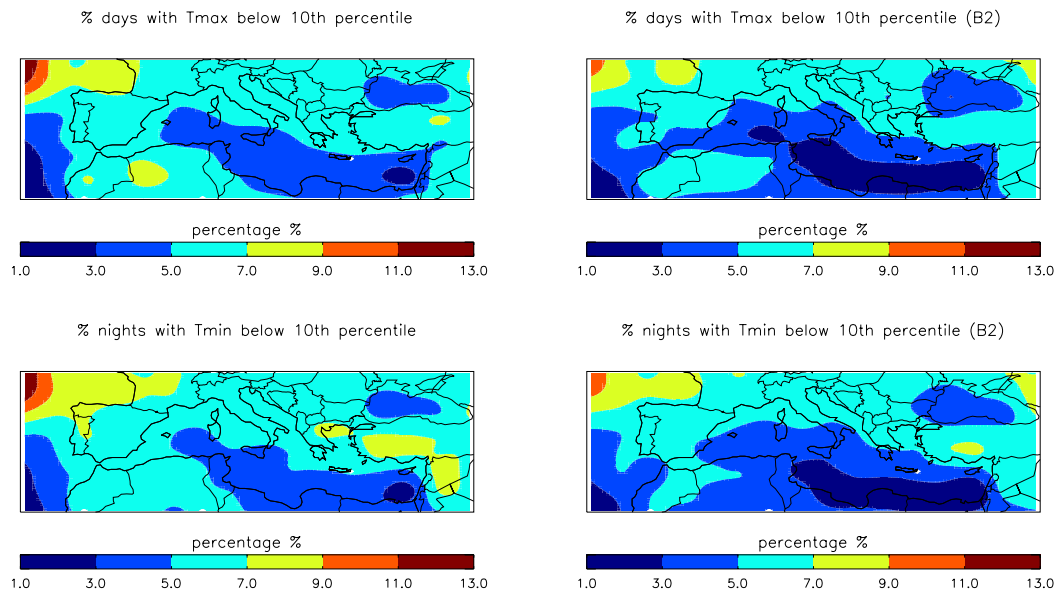 % days with Tmax below 10th percentile
% days with Tmax below 10th percentile (B2)
percentage %
1.0 3.0 5.0 7.0 9.0 11.0 13.0
percentage %
1.0 3.0 5.0 7.0 9.0 11.0 13.0
% nights with Tmin below 10th percentile
% nights with Tmin below 10th percentile (B2)
percentage %
1.0 3.0 5.0 7.0 9.0 11.0 13.0
percentage %
1.0 3.0 5.0 7.0 9.0 11.0 13.0